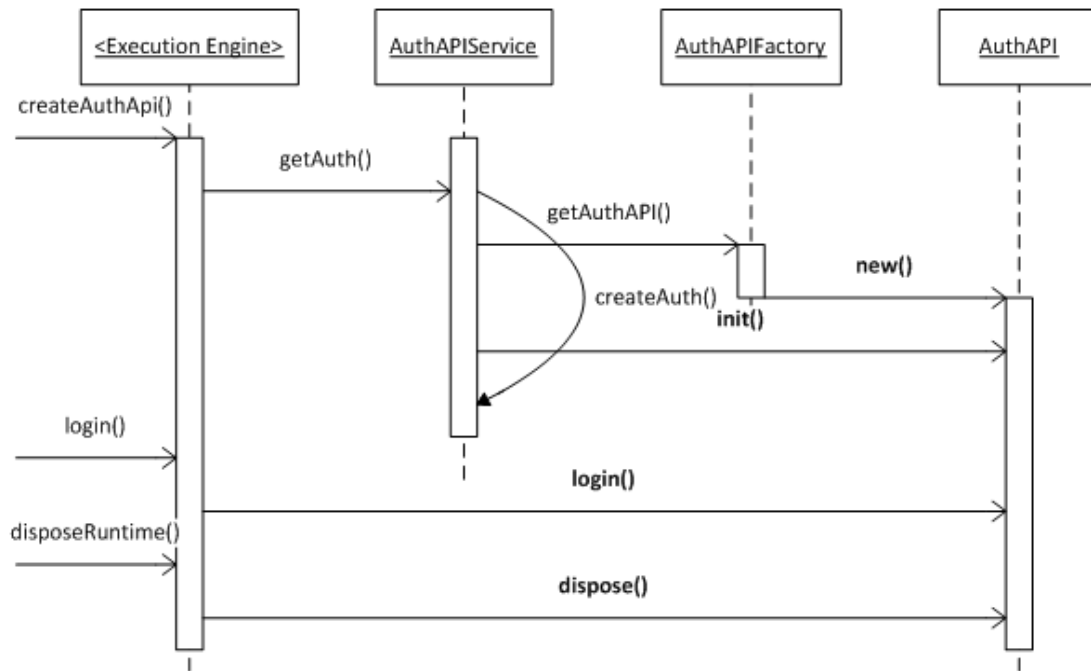 <Execution Engine>
AuthAPIService
AuthAPIFactory
AuthAPI
createAuthApi()
getAuth()
getAuthAPI()
new()
createAuth()
init()
login()
login()
disposeRuntime()
dispose()